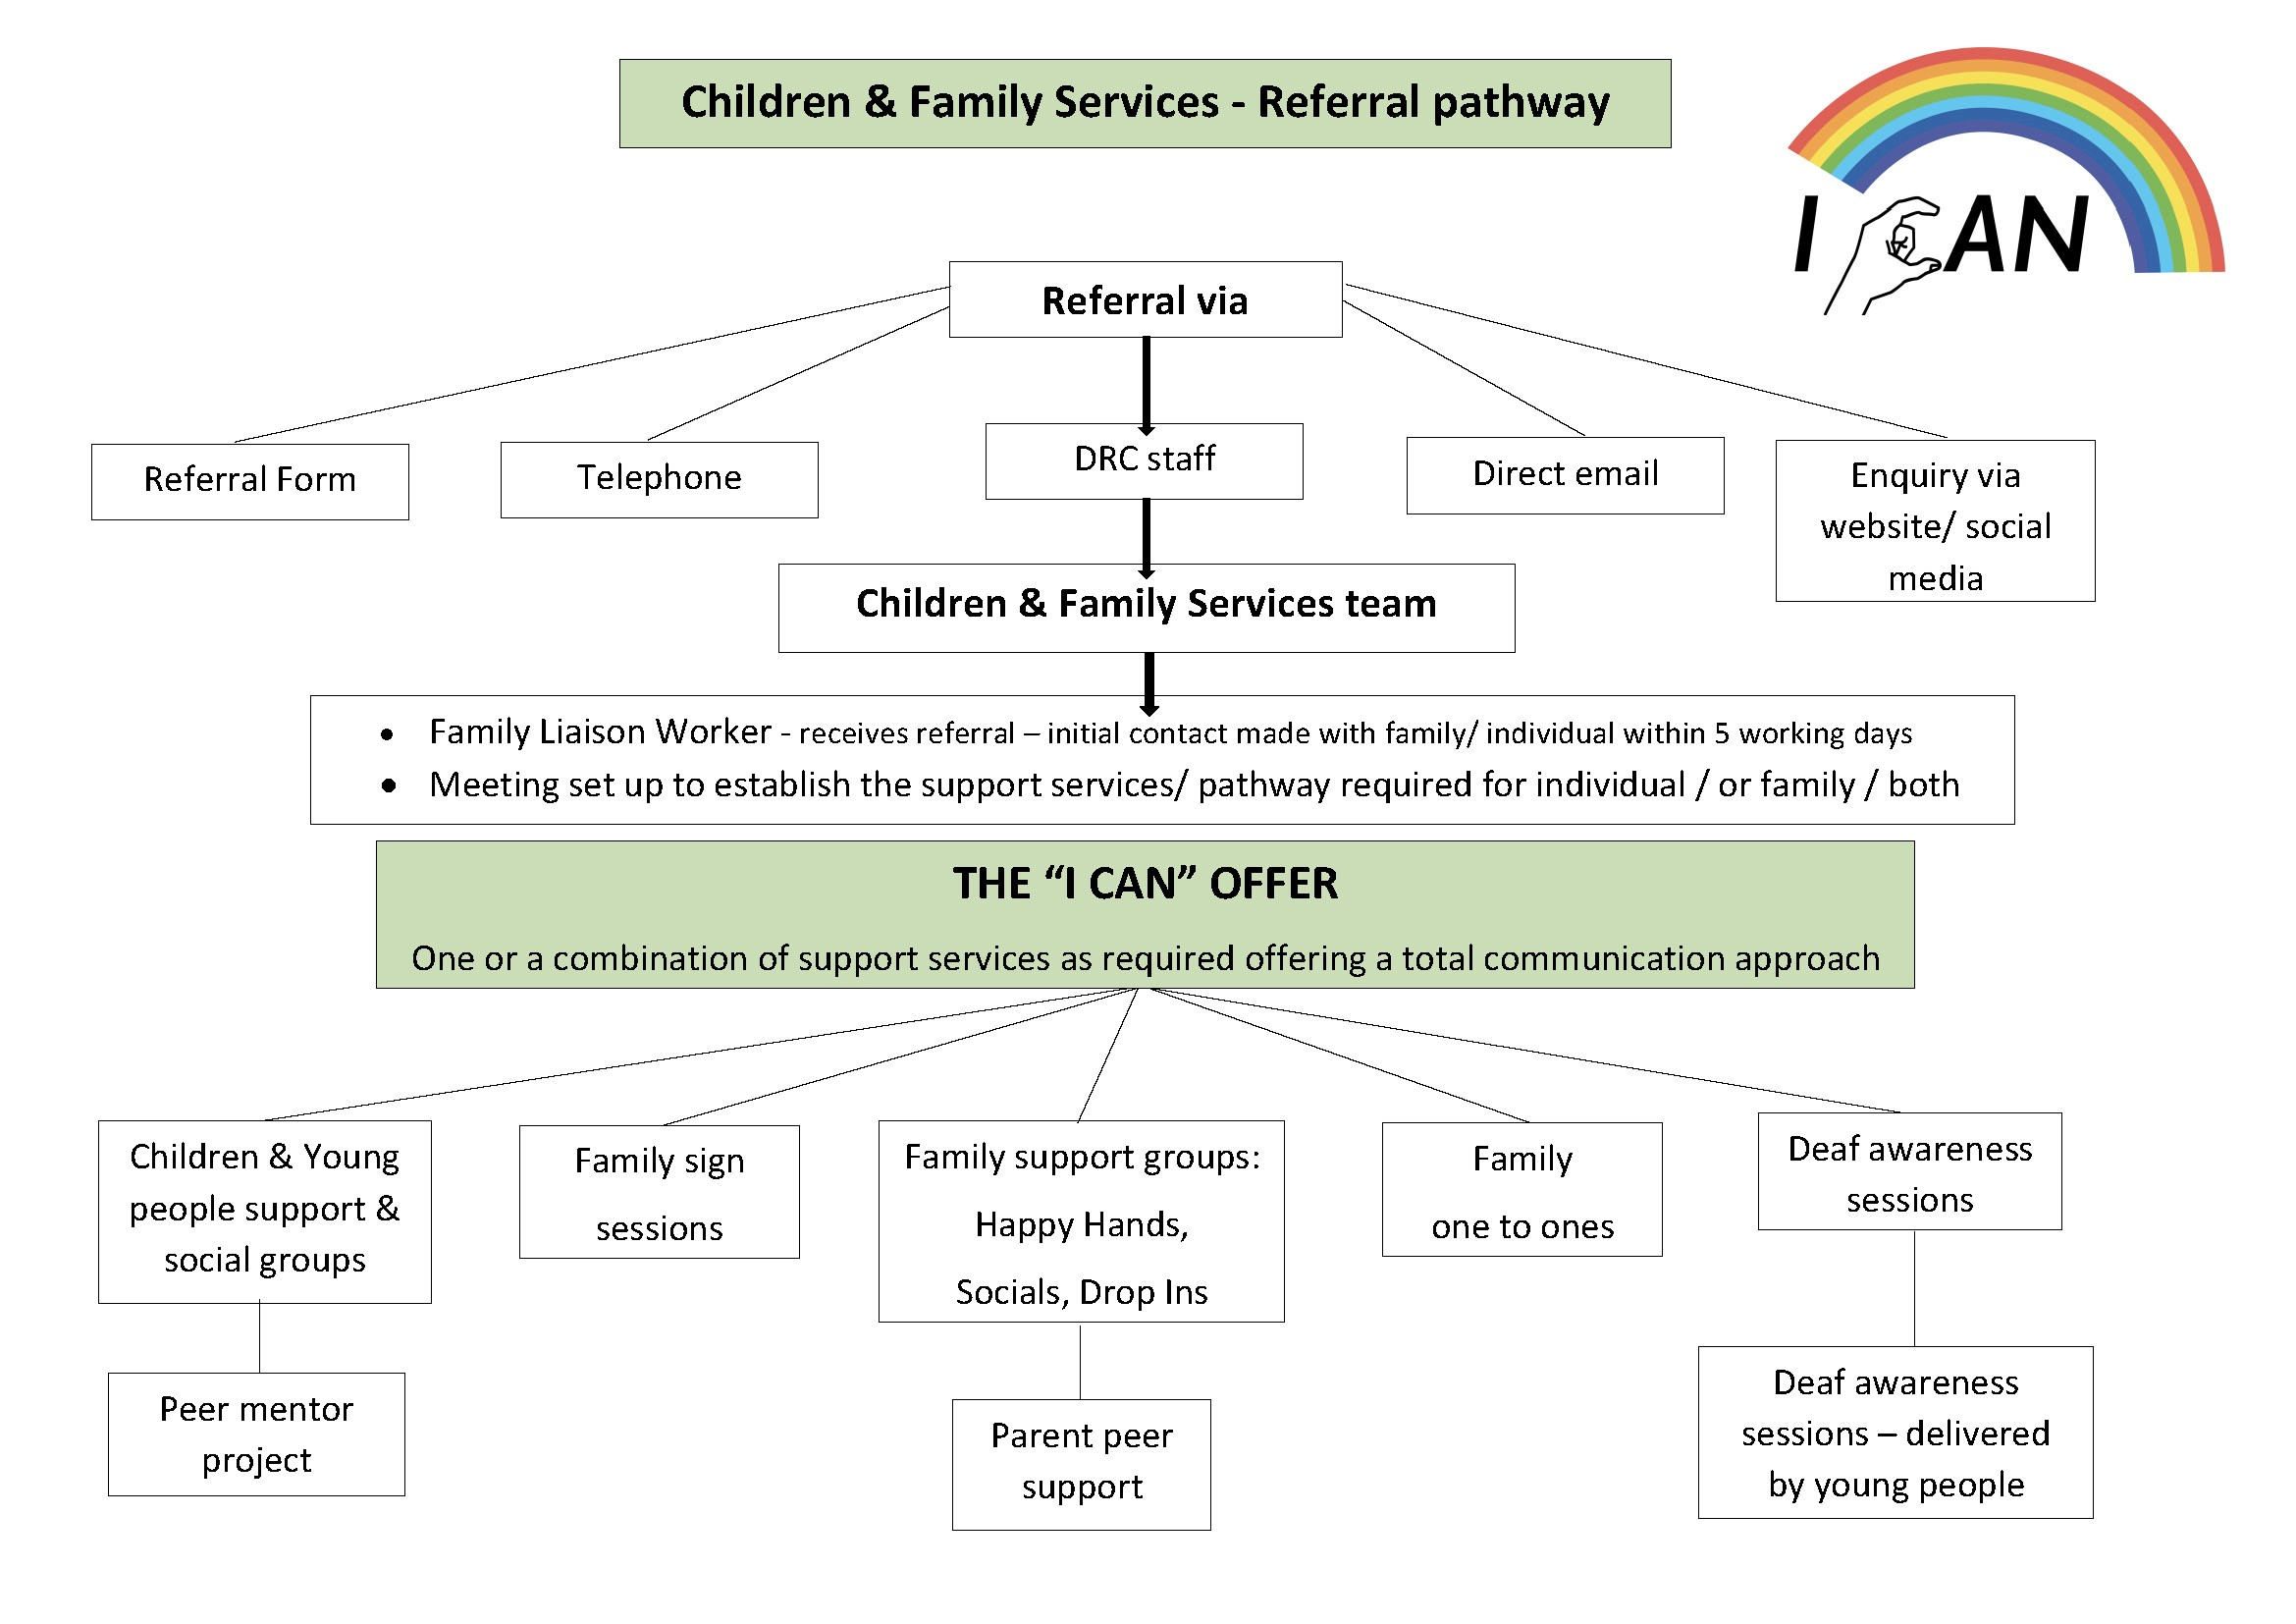 Children & Family Services - Referral pathway
I CAN
Referral via
Referral Form
Telephone
DRC staff
Direct email
Enquiry via
website/ social
media
Children & Family Services team
• Family Liaison Worker - receives referral – initial contact made with family/ individual within 5 working days
• Meeting set up to establish the support services/ pathway required for individual / or family / both
THE “I CAN” OFFER
One or a combination of support services as required offering a total communication approach
Children & Young
people support &
social groups
Family sign
sessions
Family support groups:
Happy Hands,
Socials, Drop Ins
Family
one to ones
Deaf awareness
sessions
Peer mentor
project
Parent peer
support
Deaf awareness
sessions – delivered
by young people